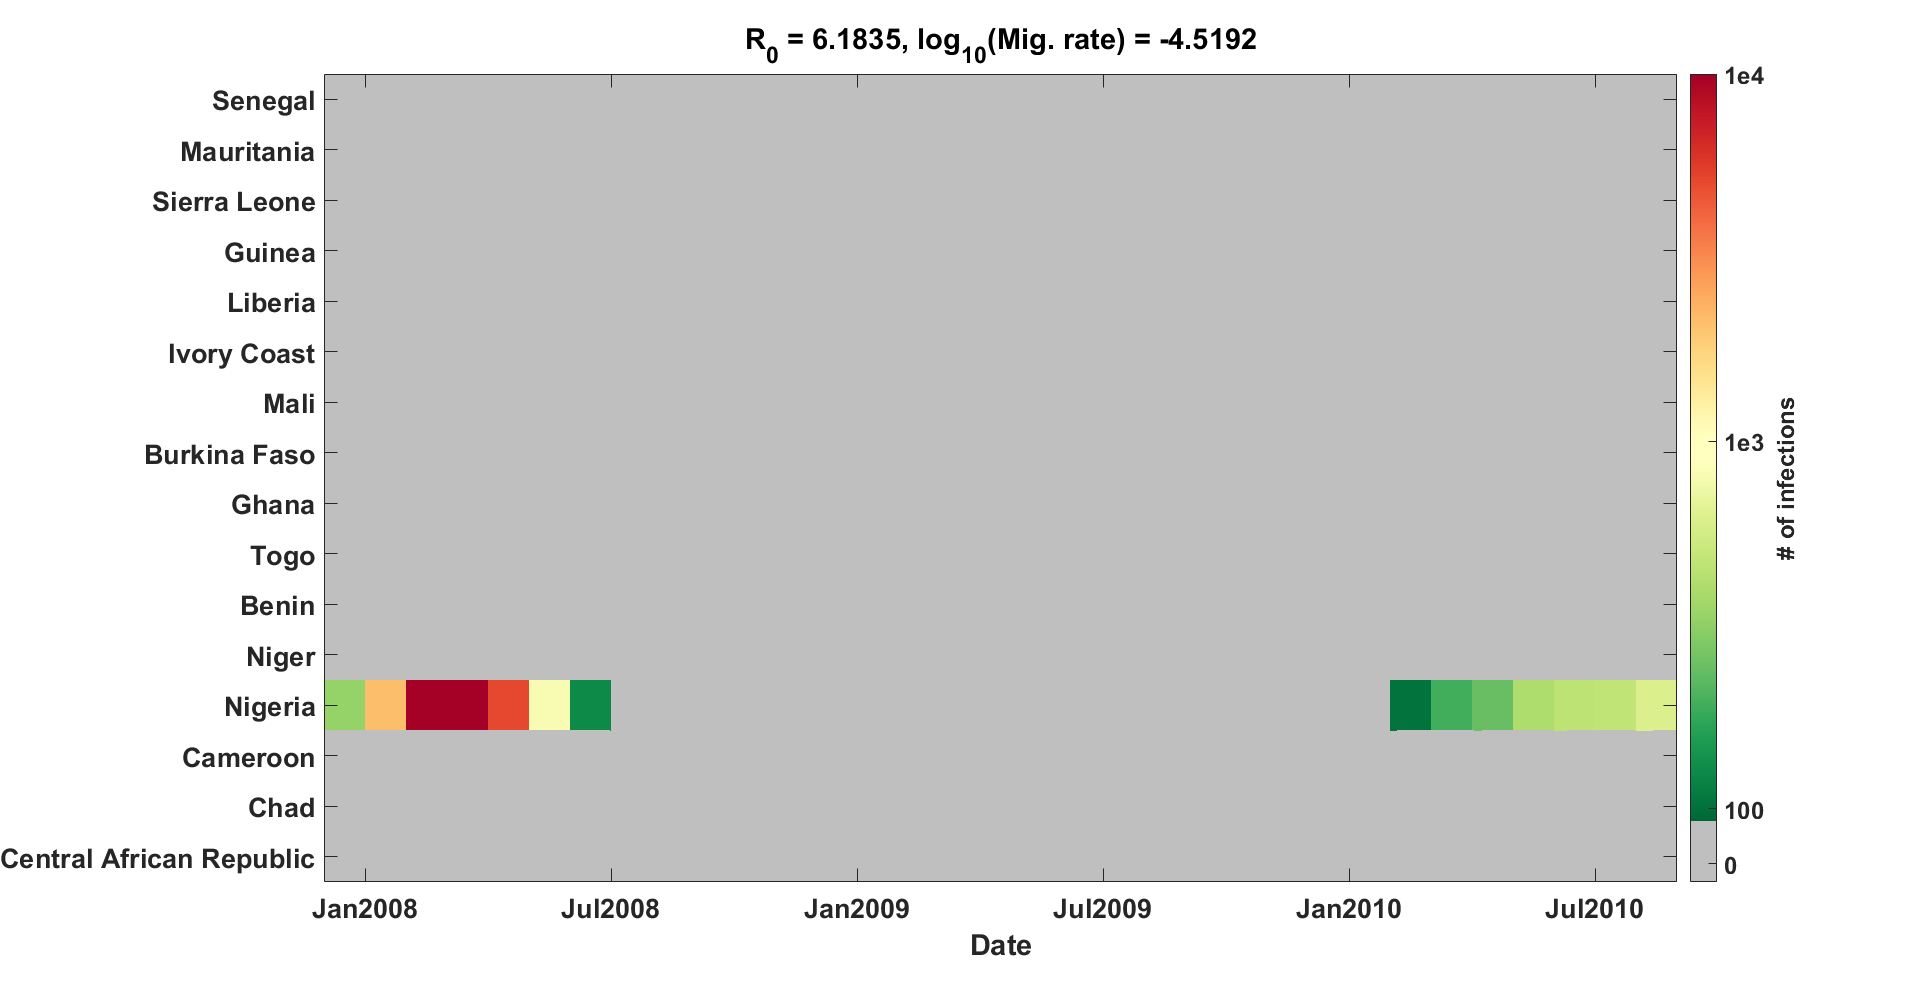 R0 = 6.1835, log10(Mig. rate) = -4.5192
Senegal
Mauritania
Sierra Leone
Guinea
Liberia
Ivory Coast
Mali
Burkina Faso
Ghana
Togo
Benin
Niger
Nigeria
Cameroon
Chad
Central African Republic
Jan2008
Jul2008
Jan2009
Jul2009
Jan2010
Jul2010
Date
1e4
1e3
100
0
# of infections